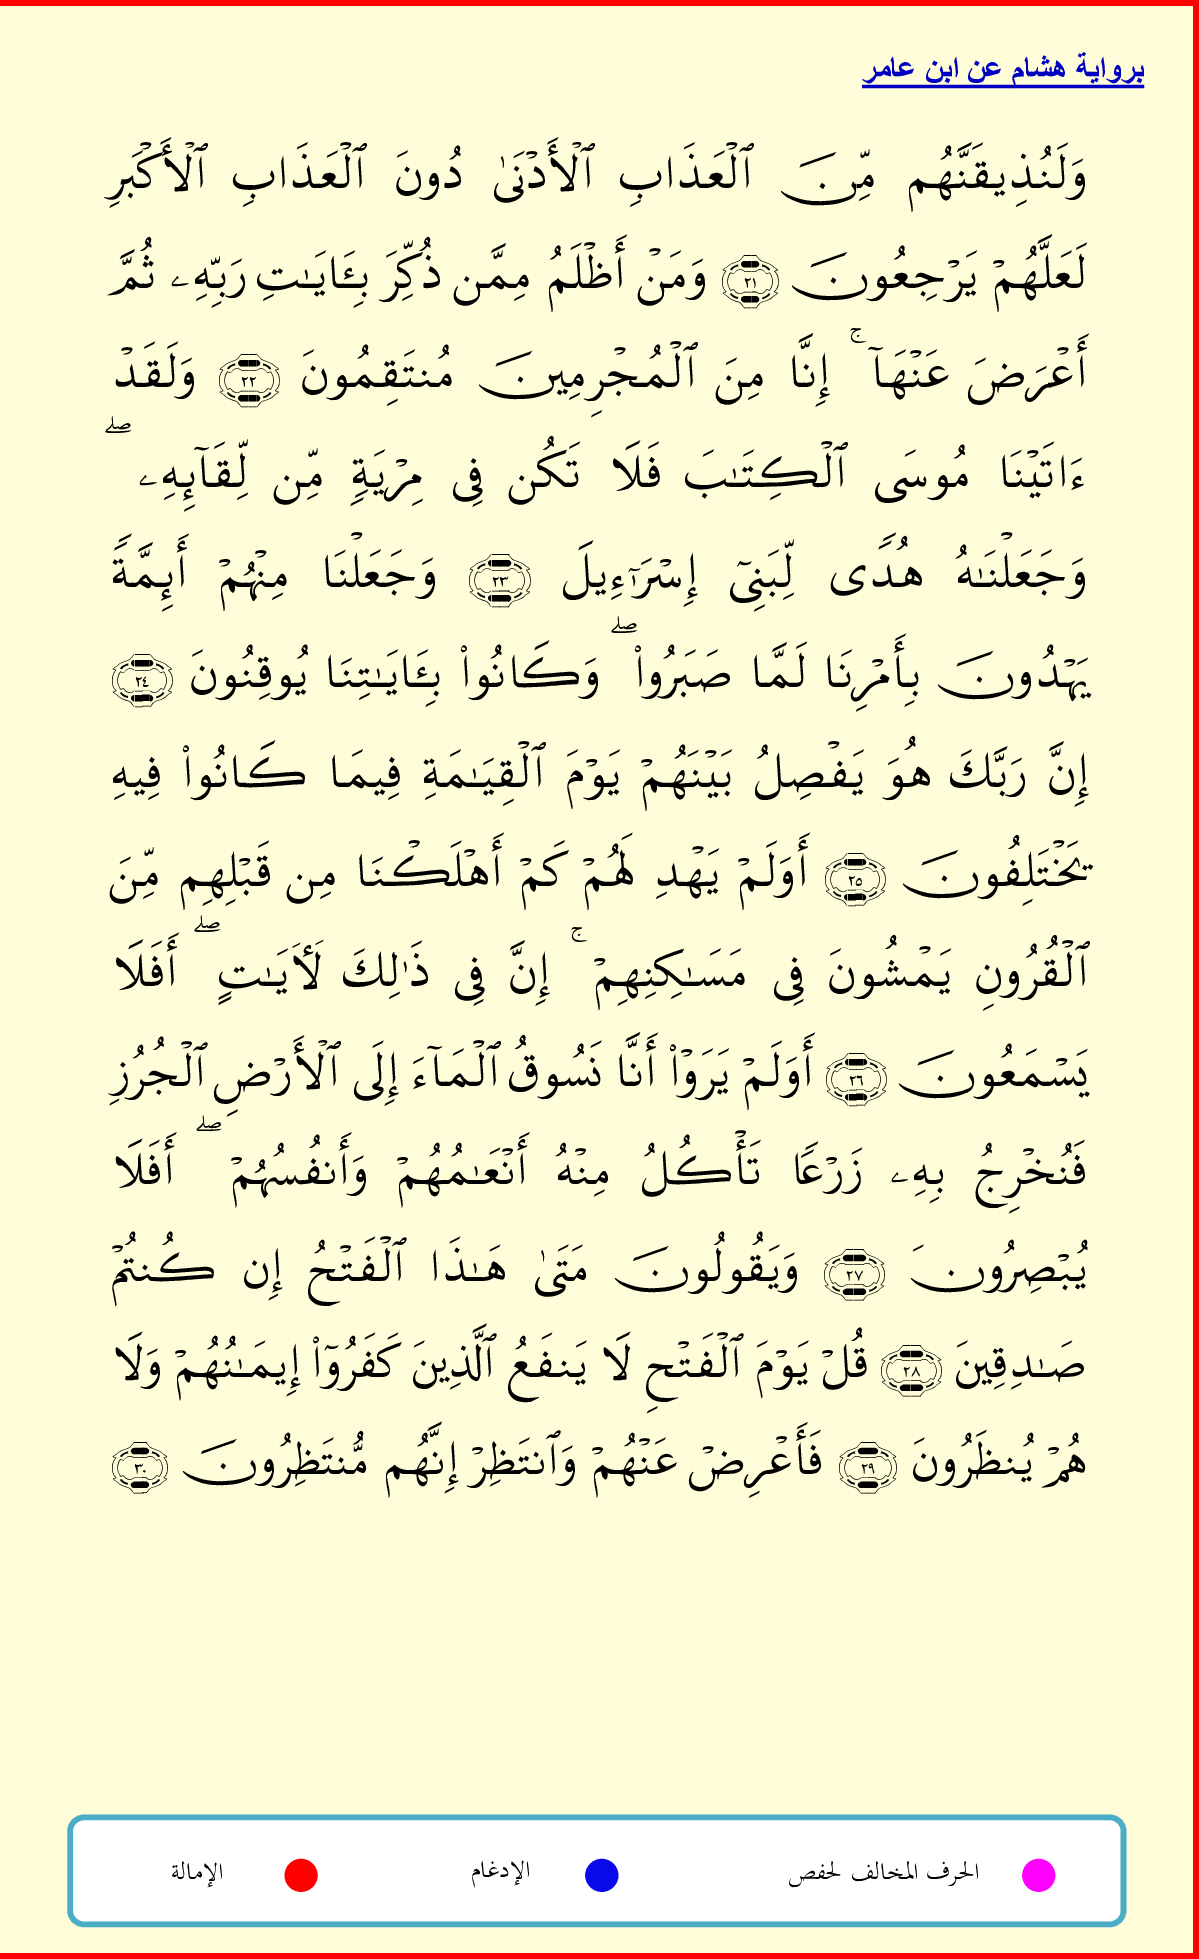 برواية هشام عن ابن عامر
وَلَنُذِيقَنَّهُم مِّنَ ٱلْعَذَابِ ٱلْأَدْنَىٰ دُونَ ٱلْعَذَابِ ٱلْأَكْبَرِ
لَعَلَّهُمْ يَرْجِعُونَ ٢١ وَمَنْ أَظْلَمُ مِمَّن ذُكِّرَ بِـَٔايَـٰتِ رَبِّهِۦ ثُمَّ
أَعْرَضَ عَنْهَآ ۚ إِنَّا مِنَ ٱلْمُجْرِمِينَ مُنتَقِمُونَ ٢٢ وَلَقَدْ
ءَاتَيْنَا مُوسَى ٱلْكِتَـٰبَ فَلَا تَكُن فِى مِرْيَةٍ مِّن لِّقَآئِهِۦ ۖ
وَجَعَلْنَـٰهُ هُدًى لِّبَنِىٓ إِسْرَٰٓءِيلَ ٢٣ وَجَعَلْنَا مِنْهُمْ أَئِمَّةً
يَهْدُونَ بِأَمْرِنَا لَمَّا صَبَرُوا۟ ۖ وَكَانُوا۟ بِـَٔايَـٰتِنَا يُوقِنُونَ ٢٤
إِنَّ رَبَّكَ هُوَ يَفْصِلُ بَيْنَهُمْ يَوْمَ ٱلْقِيَـٰمَةِ فِيمَا كَانُوا۟ فِيهِ
يَخْتَلِفُونَ ٢٥ أَوَلَمْ يَهْدِ لَهُمْ كَمْ أَهْلَكْنَا مِن قَبْلِهِم مِّنَ
ٱلْقُرُونِ يَمْشُونَ فِى مَسَـٰكِنِهِمْ ۚ إِنَّ فِى ذَٰلِكَ لَـَٔايَـٰتٍ ۖ أَفَلَا
يَسْمَعُونَ ٢٦ أَوَلَمْ يَرَوْا۟ أَنَّا نَسُوقُ ٱلْمَآءَ إِلَى ٱلْأَرْضِ ٱلْجُرُزِ
فَنُخْرِجُ بِهِۦ زَرْعًا تَأْكُلُ مِنْهُ أَنْعَـٰمُهُمْ وَأَنفُسُهُمْ ۖ أَفَلَا
يُبْصِرُونَ ٢٧ وَيَقُولُونَ مَتَىٰ هَـٰذَا ٱلْفَتْحُ إِن كُنتُمْ
صَـٰدِقِينَ ٢٨ قُلْ يَوْمَ ٱلْفَتْحِ لَا يَنفَعُ ٱلَّذِينَ كَفَرُوٓا۟ إِيمَـٰنُهُمْ وَلَا
هُمْ يُنظَرُونَ ٢٩ فَأَعْرِضْ عَنْهُمْ وَٱنتَظِرْ إِنَّهُم مُّنتَظِرُونَ ٣٠
الحرف المخالف لحفص الإدغام الإمالة